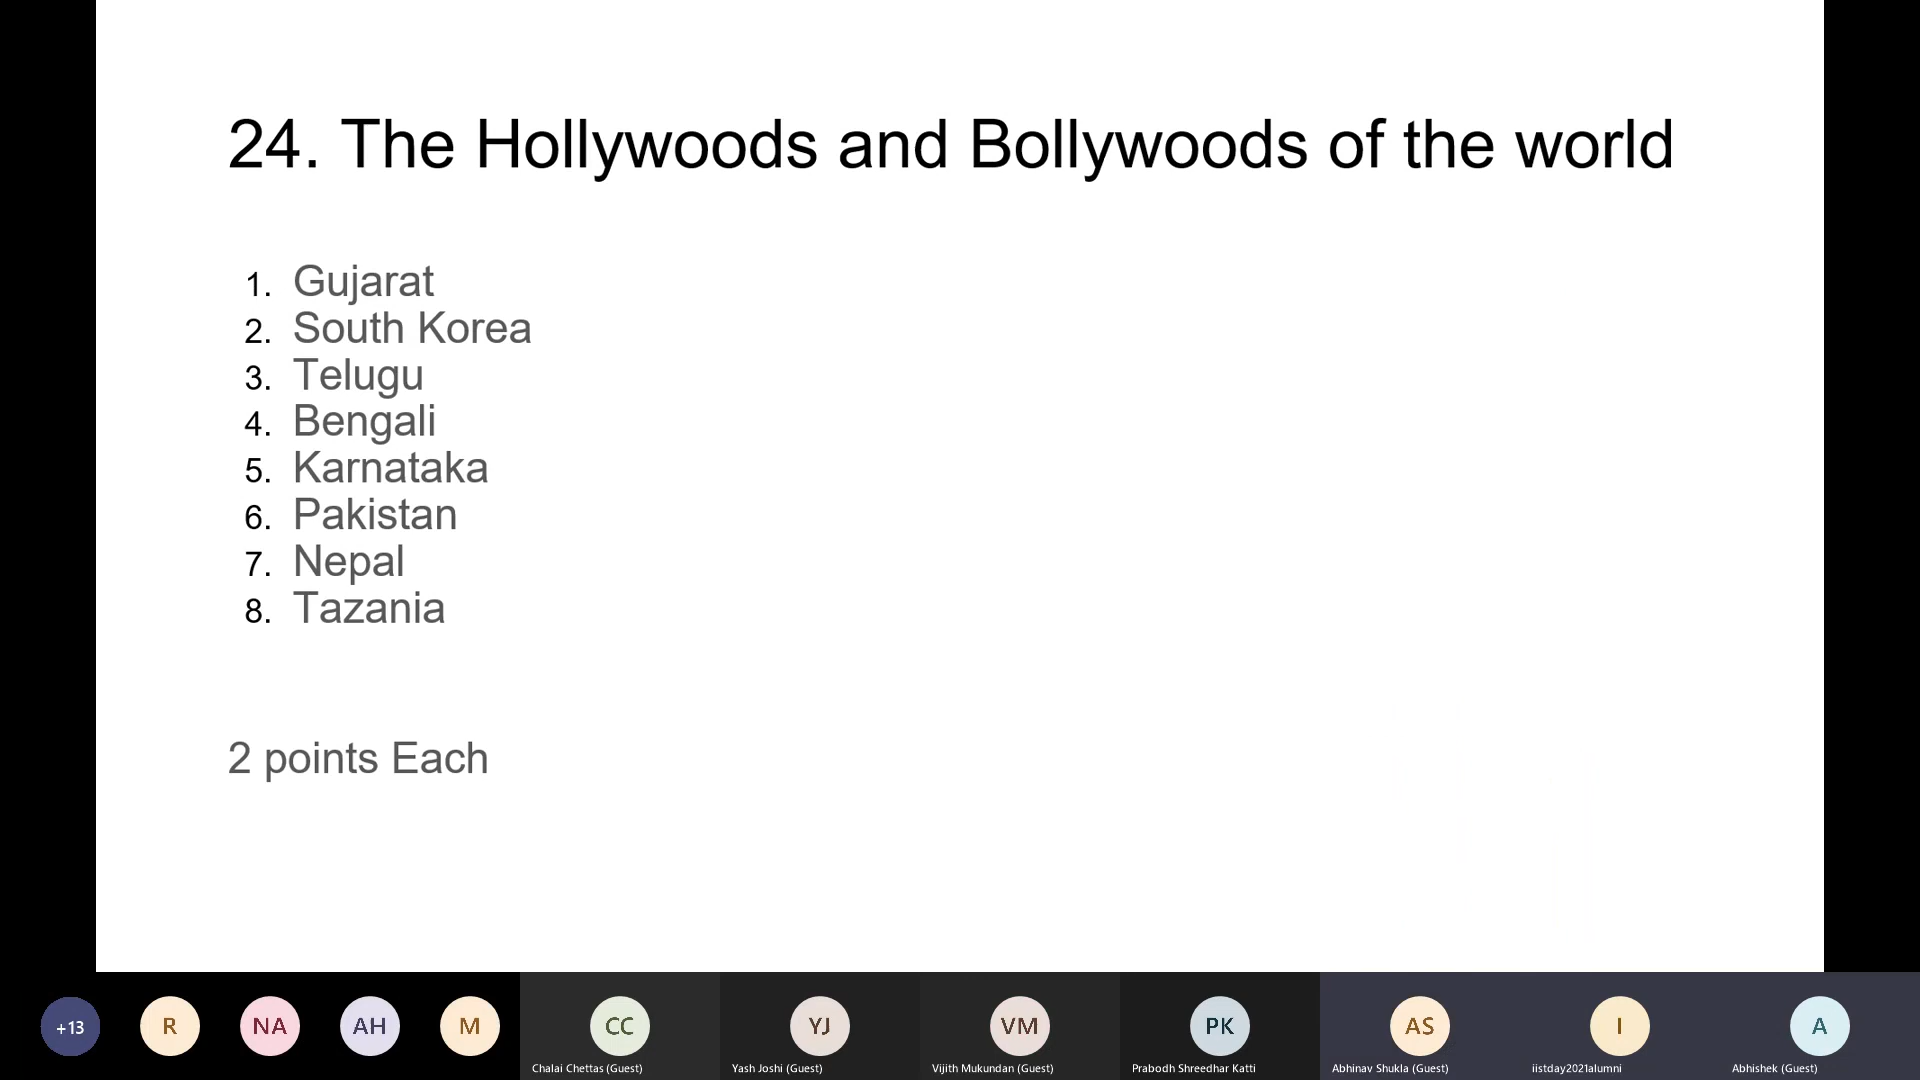 24. The Hollywoods and Bollywoods of the world
1. Gujarat
2. South Korea
3. Telugu
4. Bengali
5. Karnataka
6. Pakistan
7. Nepal
8. Tazania
2 points Each
+13 R NA AH M CC YJ VM PK AS I A
Chalai Chettas (Guest) Yash Joshi (Guest) Vijith Mukundan (Guest) Prabodh Shreedhar Katti Abhinav Shukla (Guest) iistday2021alumni Abhishek (Guest)